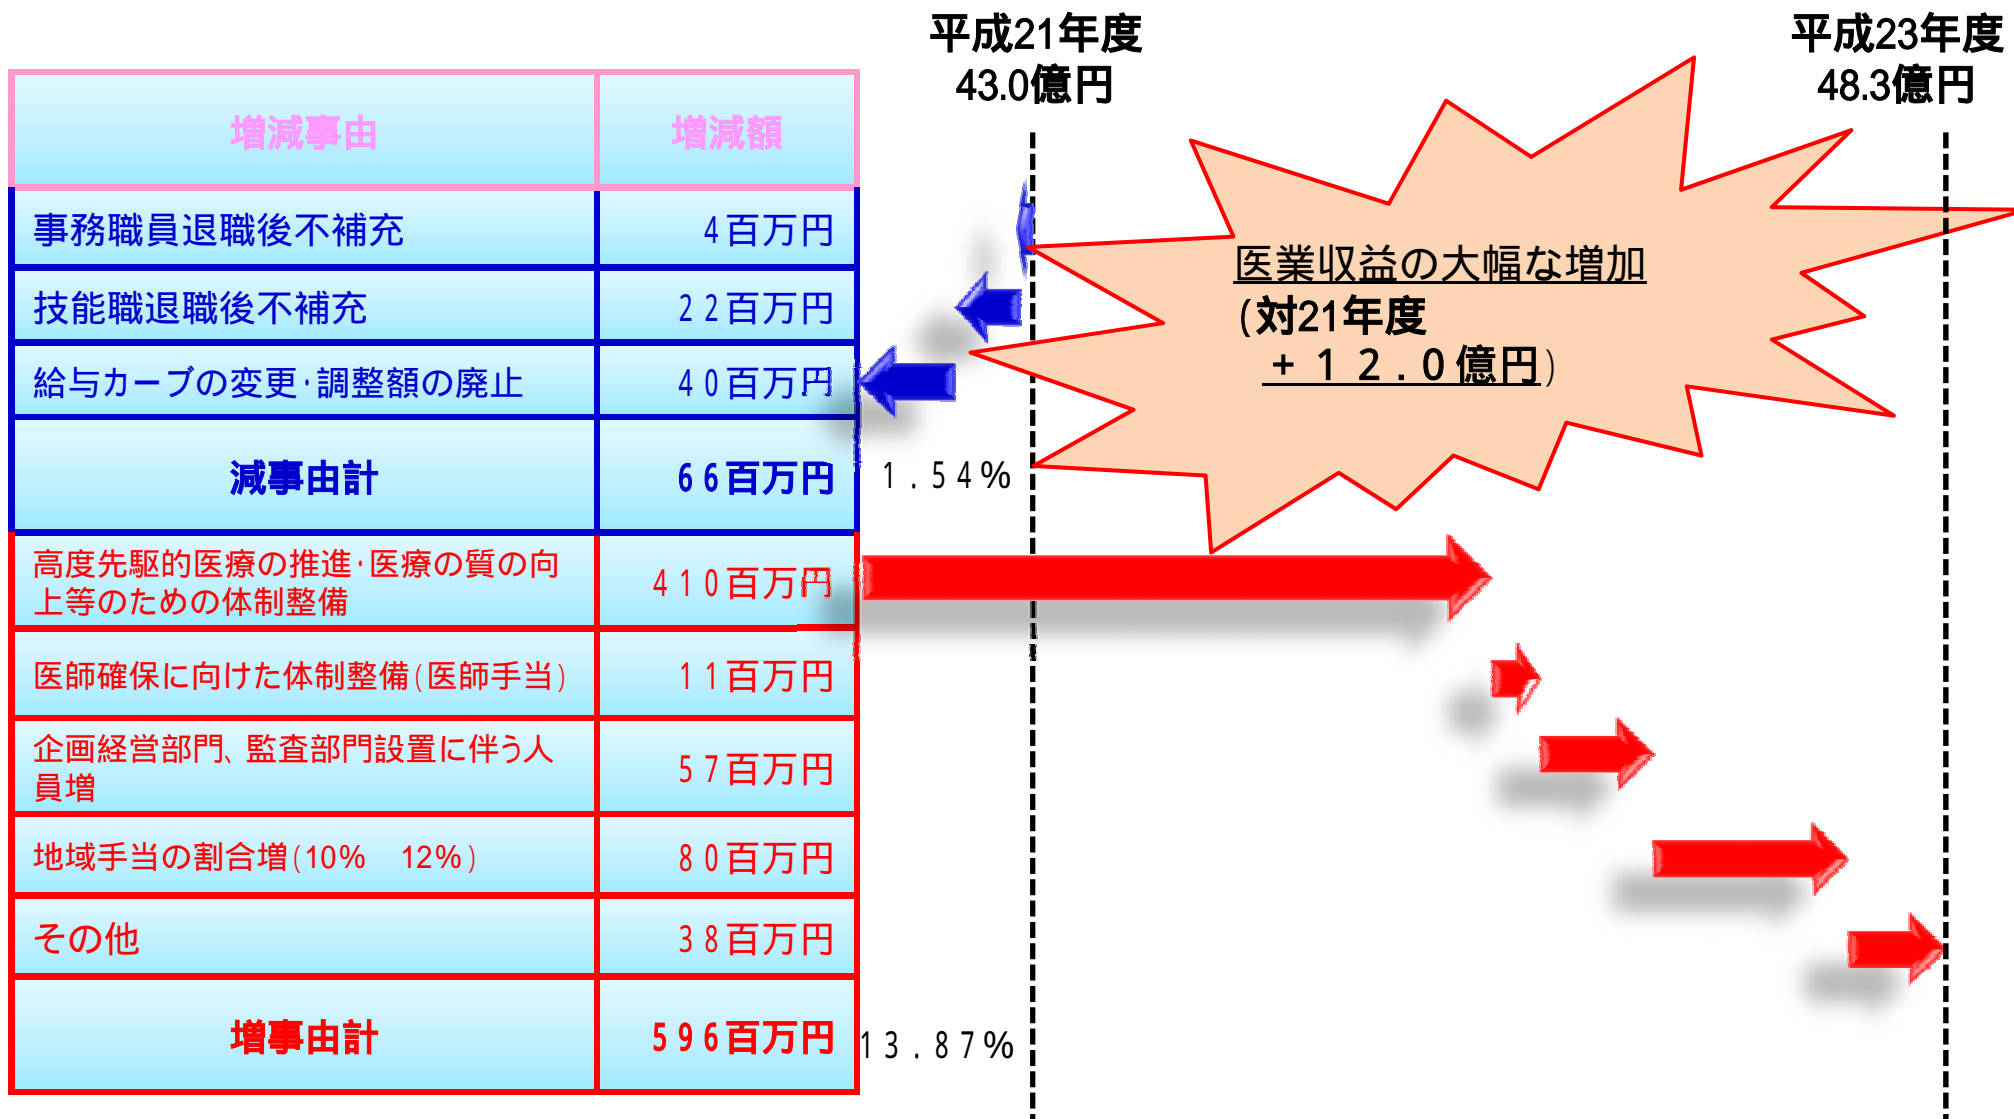 平成21年度
43.0億円
平成23年度
48.3億円
増減事由 増減額
事務職員退職後不補充 4百万円
技能職退職後不補充 22百万円
給与カーブの変更・調整額の廃止 40百万円
減事由計 66百万円 1.54%
高度先駆的医療の推進・医療の質の向
上等のための体制整備 410百万円
医師確保に向けた体制整備(医師手当) 11百万円
企画経営部門、監査部門設置に伴う人
員増 57百万円
地域手当の割合増(10% 12%) 80百万円
その他 38百万円
増事由計 596百万円 13.87%
医業収益の大幅な増加
(対21年度
+12.0億円)